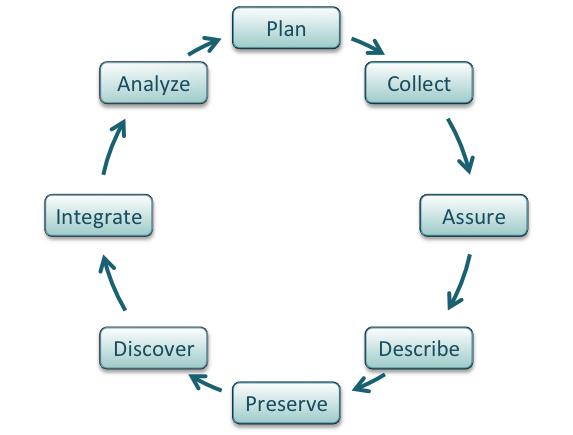 Plan
Collect
Assure
Describe
Preserve
Discover
Integrate
Analyze